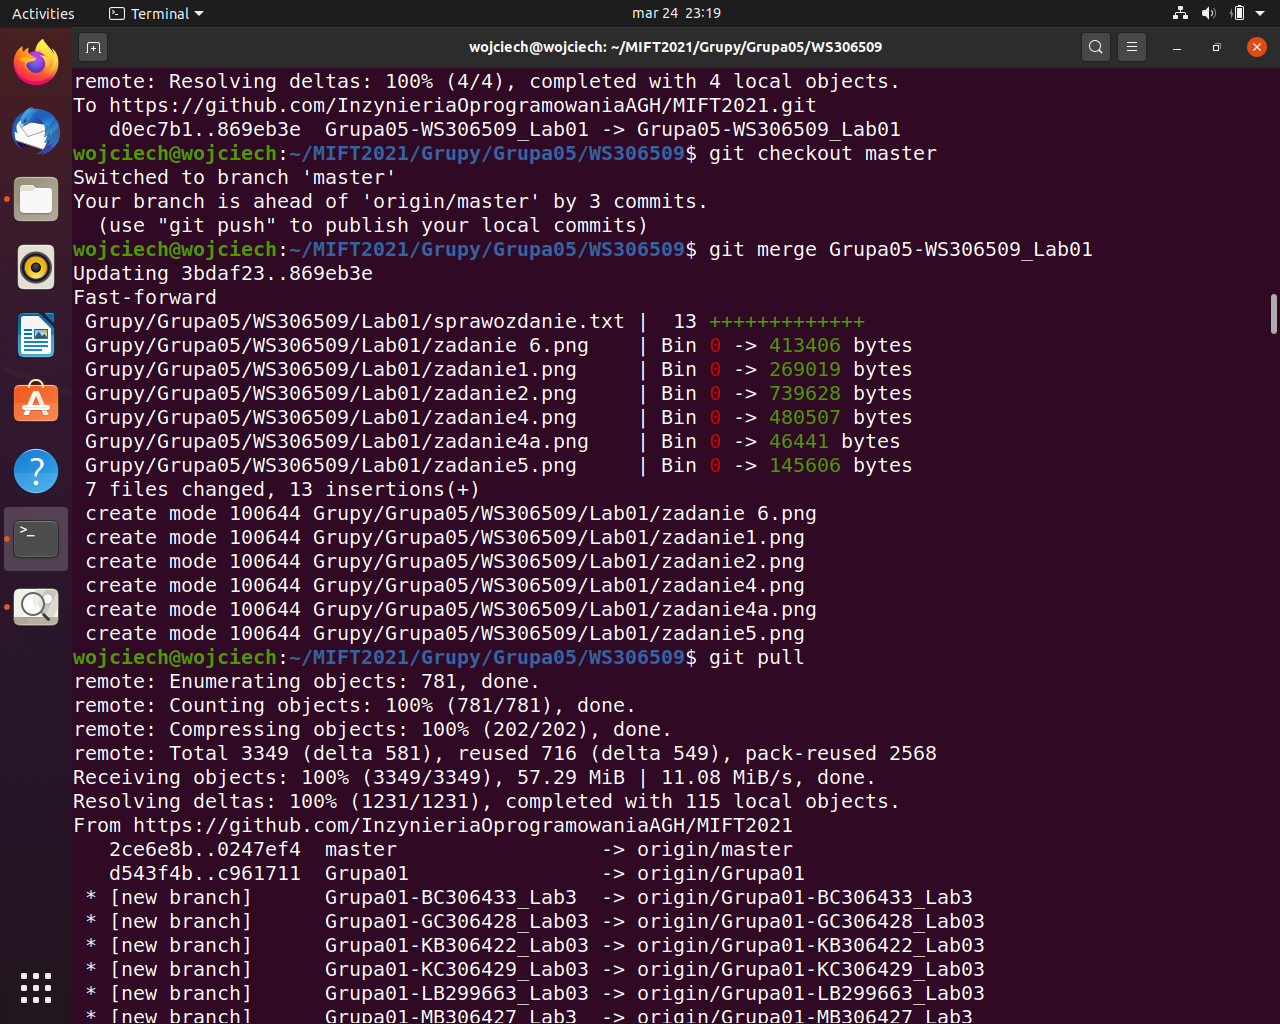 Activities
Terminal
mar 24 23:19
wojciech@wojciech: ~/MIFT2021/Grupy/Grupa05/WS306509
remote: Resolving deltas: 100% (4/4), completed with 4 local objects.
To https://github.com/InzynieriaOprogramowaniaAGH/MIFT2021.git
   d0ec7b1..869eb3e  Grupa05-WS306509_Lab01 -> Grupa05-WS306509_Lab01
wojciech@wojciech:~/MIFT2021/Grupy/Grupa05/WS306509$ git checkout master
Switched to branch 'master'
Your branch is ahead of 'origin/master' by 3 commits.
  (use "git push" to publish your local commits)
wojciech@wojciech:~/MIFT2021/Grupy/Grupa05/WS306509$ git merge Grupa05-WS306509_Lab01
Updating 3bdaf23..869eb3e
Fast-forward
 Grupy/Grupa05/WS306509/Lab01/sprawozdanie.txt |  13 +++++++++++++
 Grupy/Grupa05/WS306509/Lab01/zadanie 6.png    | Bin 0 -> 413406 bytes
 Grupy/Grupa05/WS306509/Lab01/zadanie1.png     | Bin 0 -> 269019 bytes
 Grupy/Grupa05/WS306509/Lab01/zadanie2.png     | Bin 0 -> 739628 bytes
 Grupy/Grupa05/WS306509/Lab01/zadanie4.png     | Bin 0 -> 480507 bytes
 Grupy/Grupa05/WS306509/Lab01/zadanie4a.png    | Bin 0 -> 46441 bytes
 Grupy/Grupa05/WS306509/Lab01/zadanie5.png     | Bin 0 -> 145606 bytes
 7 files changed, 13 insertions(+)
 create mode 100644 Grupy/Grupa05/WS306509/Lab01/zadanie 6.png
 create mode 100644 Grupy/Grupa05/WS306509/Lab01/zadanie1.png
 create mode 100644 Grupy/Grupa05/WS306509/Lab01/zadanie2.png
 create mode 100644 Grupy/Grupa05/WS306509/Lab01/zadanie4.png
 create mode 100644 Grupy/Grupa05/WS306509/Lab01/zadanie4a.png
 create mode 100644 Grupy/Grupa05/WS306509/Lab01/zadanie5.png
wojciech@wojciech:~/MIFT2021/Grupy/Grupa05/WS306509$ git pull
remote: Enumerating objects: 781, done.
remote: Counting objects: 100% (781/781), done.
remote: Compressing objects: 100% (202/202), done.
remote: Total 3349 (delta 581), reused 716 (delta 549), pack-reused 2568
Receiving objects: 100% (3349/3349), 57.29 MiB | 11.08 MiB/s, done.
Resolving deltas: 100% (1231/1231), completed with 115 local objects.
From https://github.com/InzynieriaOprogramowaniaAGH/MIFT2021
   2ce6e8b..0247ef4  master                 -> origin/master
   d543f4b..c961711  Grupa01                -> origin/Grupa01
 * [new branch]      Grupa01-BC306433_Lab3  -> origin/Grupa01-BC306433_Lab3
 * [new branch]      Grupa01-GC306428_Lab03 -> origin/Grupa01-GC306428_Lab03
 * [new branch]      Grupa01-KB306422_Lab03 -> origin/Grupa01-KB306422_Lab03
 * [new branch]      Grupa01-KC306429_Lab03 -> origin/Grupa01-KC306429_Lab03
 * [new branch]      Grupa01-LB299663_Lab03 -> origin/Grupa01-LB299663_Lab03
 * [new branch]      Grupa01-MB306427_Lab3  -> origin/Grupa01-MB306427_Lab3